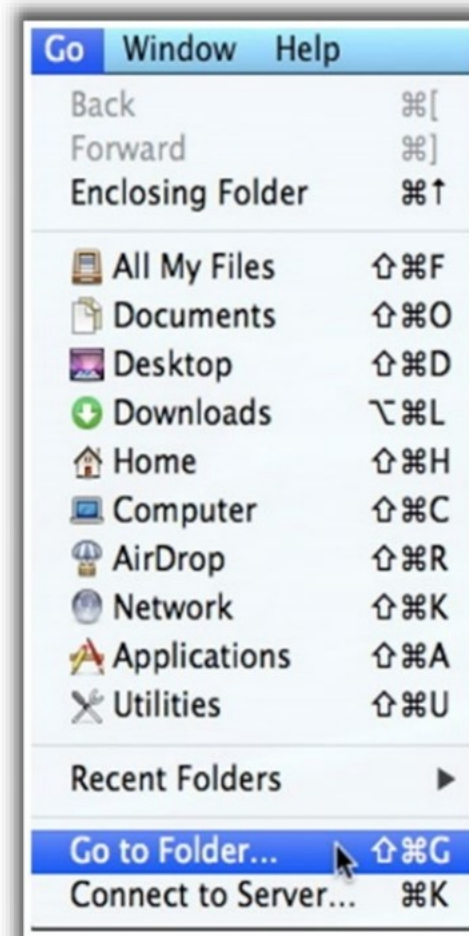 Go Window Help
Back ⌘[
Forward ⌘]
Enclosing Folder ⌘↑
All My Files ⇧⌘F
Documents ⇧⌘O
Desktop ⇧⌘D
Downloads ⌥⌘L
Home ⇧⌘H
Computer ⇧⌘C
AirDrop ⇧⌘R
Network ⇧⌘K
Applications ⇧⌘A
Utilities ⇧⌘U
Recent Folders ▶
Go to Folder... ⇧⌘G
Connect to Server... ⌘K